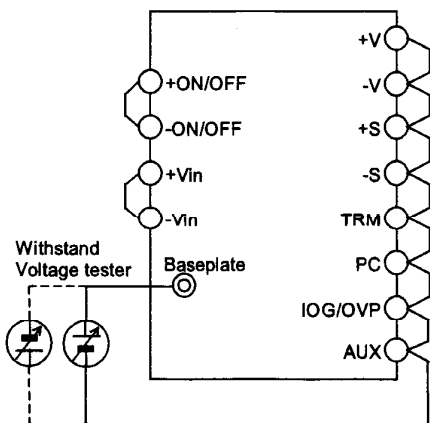 +V
+ON/OFF
-V
-ON/OFF
+S
+Vin
-S
-Vin
TRM
Withstand
Voltage tester
Baseplate
PC
IOG/OVP
AUX